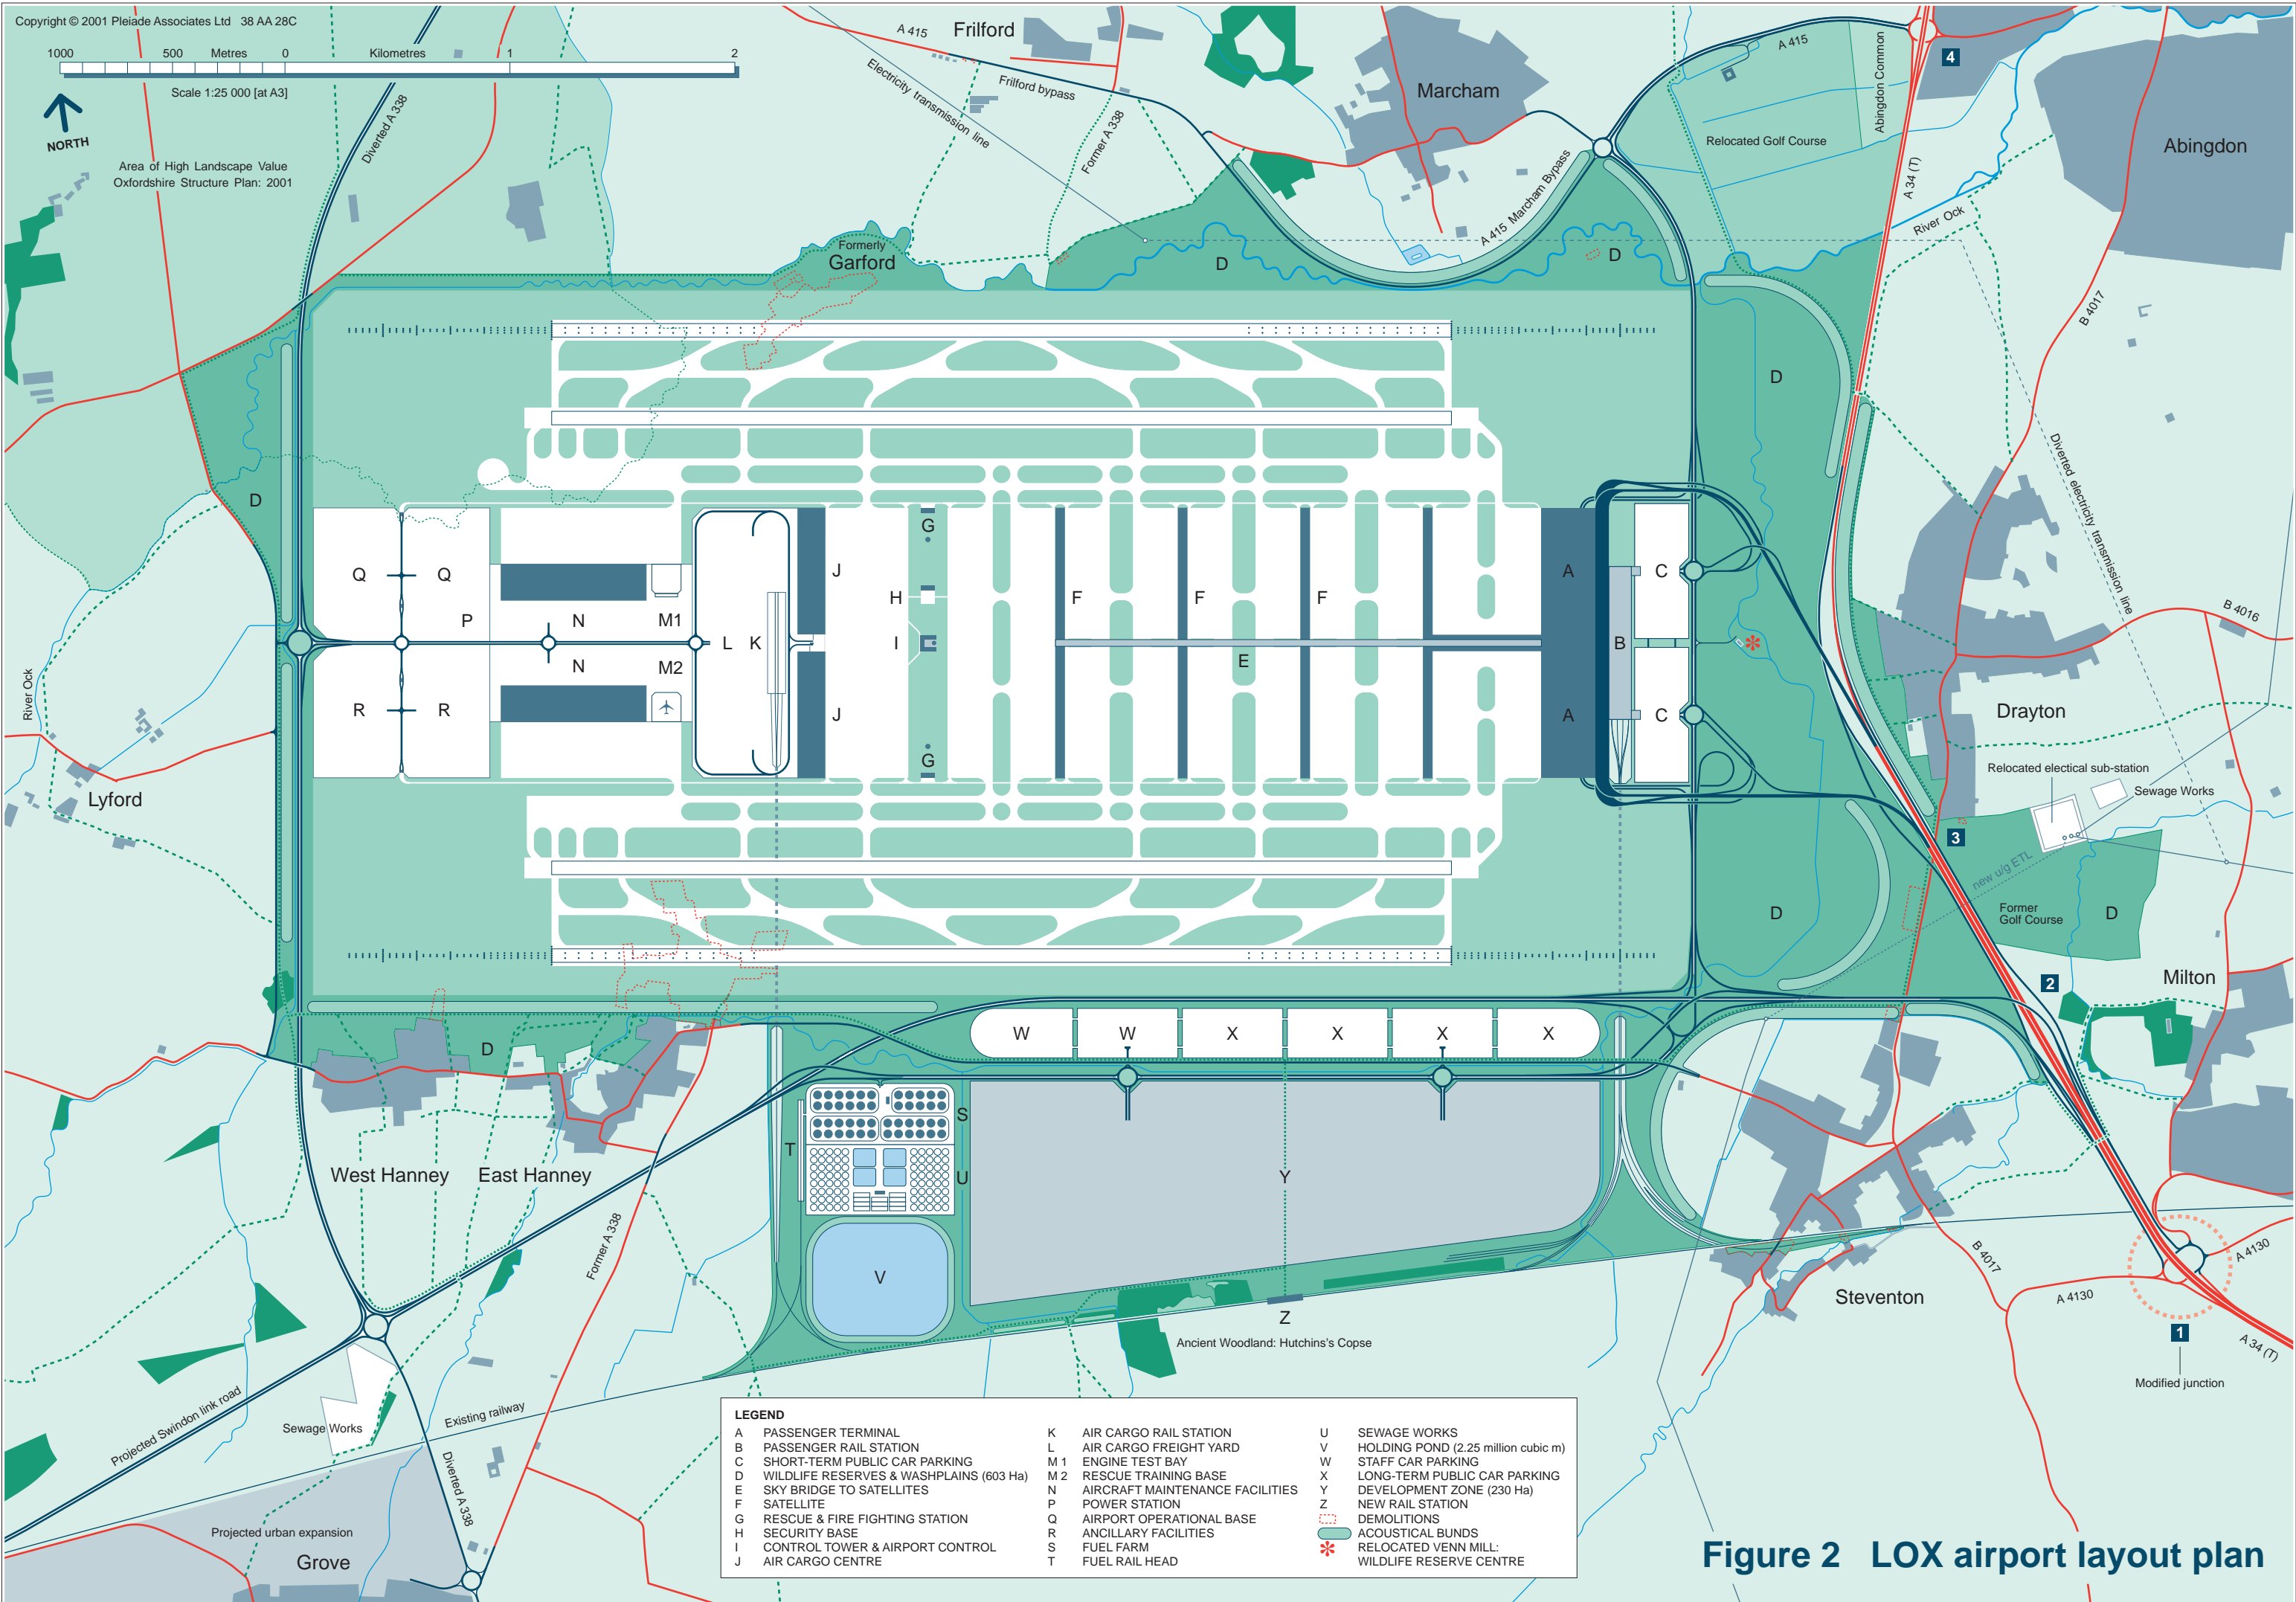 Copyright © 2001 Pleiade Associates Ltd   38 AA 28C
1000 500 Metres 0 Kilometres 1 2
Scale 1:25 000 [at A3]
NORTH
Area of High Landscape Value
Oxfordshire Structure Plan: 2001
Diverted A 338
A 415
Frilford
Frilford bypass
Electricity transmission line
Former A 338
Marcham
A 415 Marcham Bypass
A 415
Abingdon Common
4
Relocated Golf Course
A 34 (T)
River Ock
Abingdon
B 4017
Formerly
Garford
D
D
D
D
Diverted electricity transmission line
B 4016
Q
Q
P
N
M1
L
K
J
G
H
I
F
F
F
E
A
B
C
R
R
N
M2
J
G
A
C
River Ock
Lyford
Drayton
Relocated electical sub-station
Sewage Works
3
new u/g ETL
Former
Golf Course
D
D
2
Milton
D
West Hanney
East Hanney
Former A 338
W
W
X
X
X
X
S
T
U
V
Y
Z
Ancient Woodland: Hutchins's Copse
Steventon
B 4017
A 4130
A 4130
1
A 34 (T)
Modified junction
Projected Swindon link road
Sewage Works
Existing railway
Diverted A 338
Projected urban expansion
Grove
LEGEND
A PASSENGER TERMINAL
B PASSENGER RAIL STATION
C SHORT-TERM PUBLIC CAR PARKING
D WILDLIFE RESERVES & WASHPLAINS (603 Ha)
E SKY BRIDGE TO SATELLITES
F SATELLITE
G RESCUE & FIRE FIGHTING STATION
H SECURITY BASE
I CONTROL TOWER & AIRPORT CONTROL
J AIR CARGO CENTRE
K AIR CARGO RAIL STATION
L AIR CARGO FREIGHT YARD
M 1 ENGINE TEST BAY
M 2 RESCUE TRAINING BASE
N AIRCRAFT MAINTENANCE FACILITIES
P POWER STATION
Q AIRPORT OPERATIONAL BASE
R ANCILLARY FACILITIES
S FUEL FARM
T FUEL RAIL HEAD
U SEWAGE WORKS
V HOLDING POND (2.25 million cubic m)
W STAFF CAR PARKING
X LONG-TERM PUBLIC CAR PARKING
Y DEVELOPMENT ZONE (230 Ha)
Z NEW RAIL STATION
DEMOLITIONS
ACOUSTICAL BUNDS
RELOCATED VENN MILL:
WILDLIFE RESERVE CENTRE
Figure 2   LOX airport layout plan